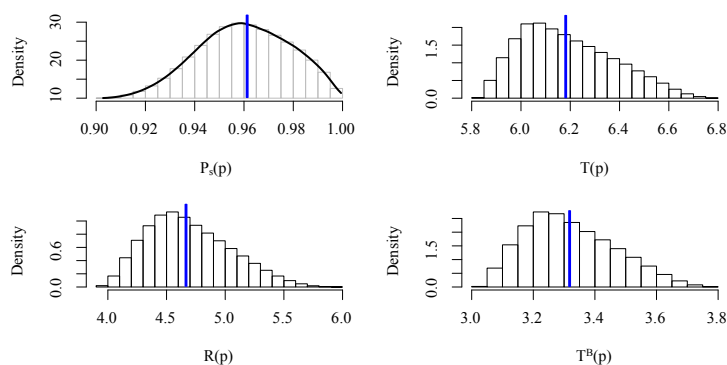 Density
10 20 30
0.90 0.92 0.94 0.96 0.98 1.00
Ps(p)
Density
0.0 1.5
5.8 6.0 6.2 6.4 6.6 6.8
T(p)
Density
0.0 0.6
4.0 4.5 5.0 5.5 6.0
R(p)
Density
0.0 1.5
3.0 3.2 3.4 3.6 3.8
Tᴮ(p)